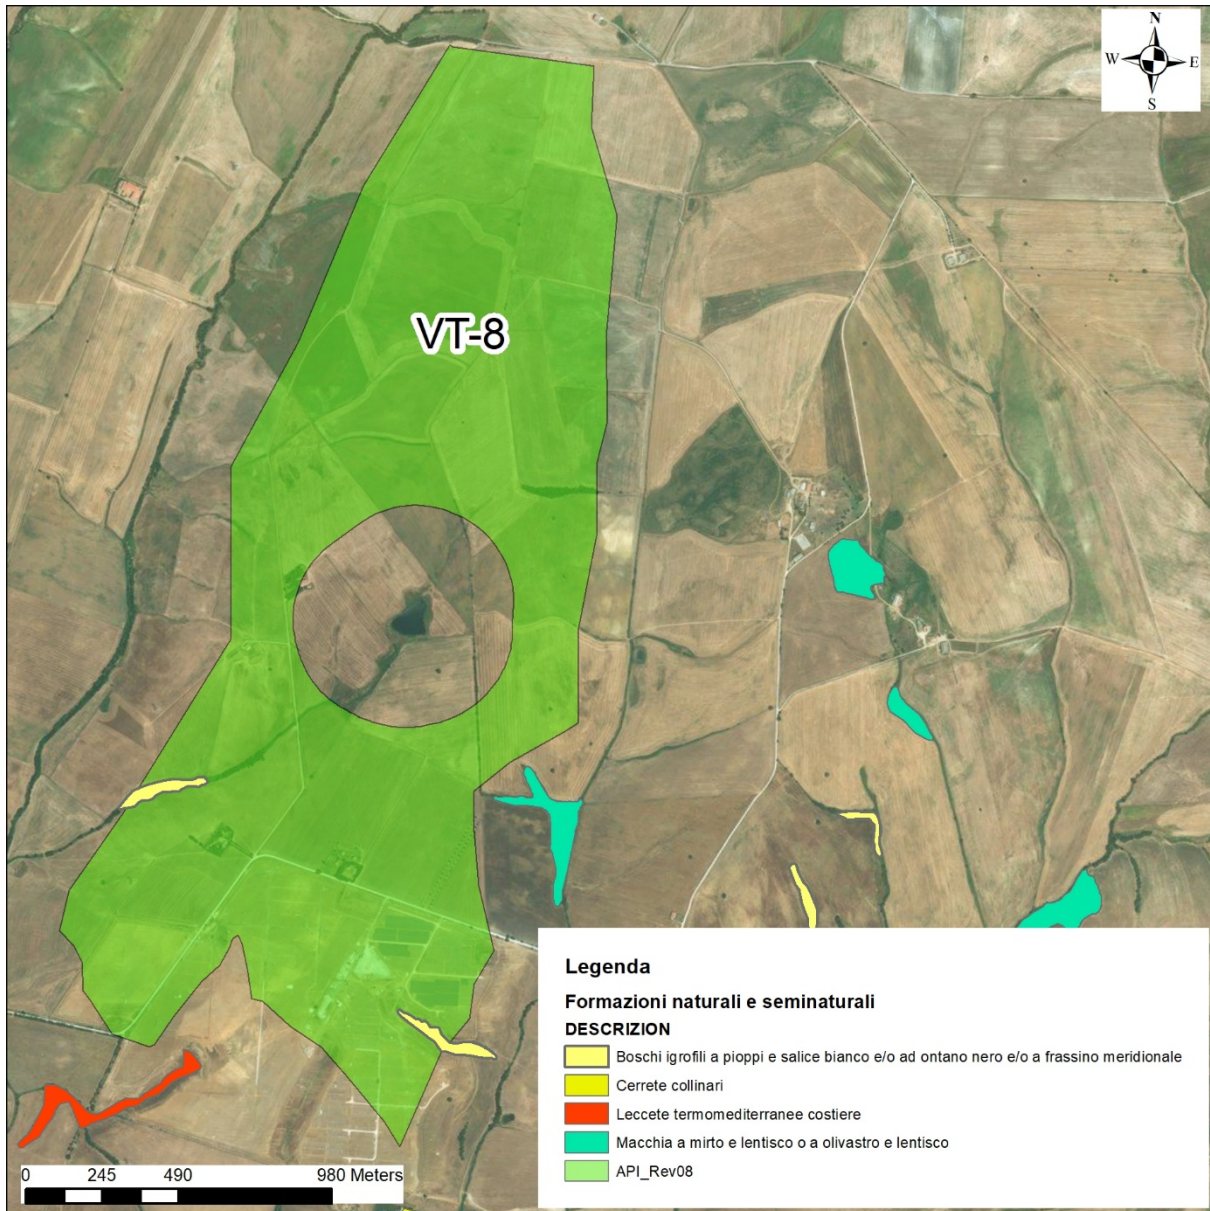 N
W E
S
VT-8
Legenda
Formazioni naturali e seminaturali
DESCRIZION
Boschi igrofili a pioppi e salice bianco e/o ad ontano nero e/o a frassino meridionale
Cerrete collinari
Leccete termomediterranee costiere
Macchia a mirto e lentisco o a olivastro e lentisco
API_Rev08
0 245 490 980 Meters